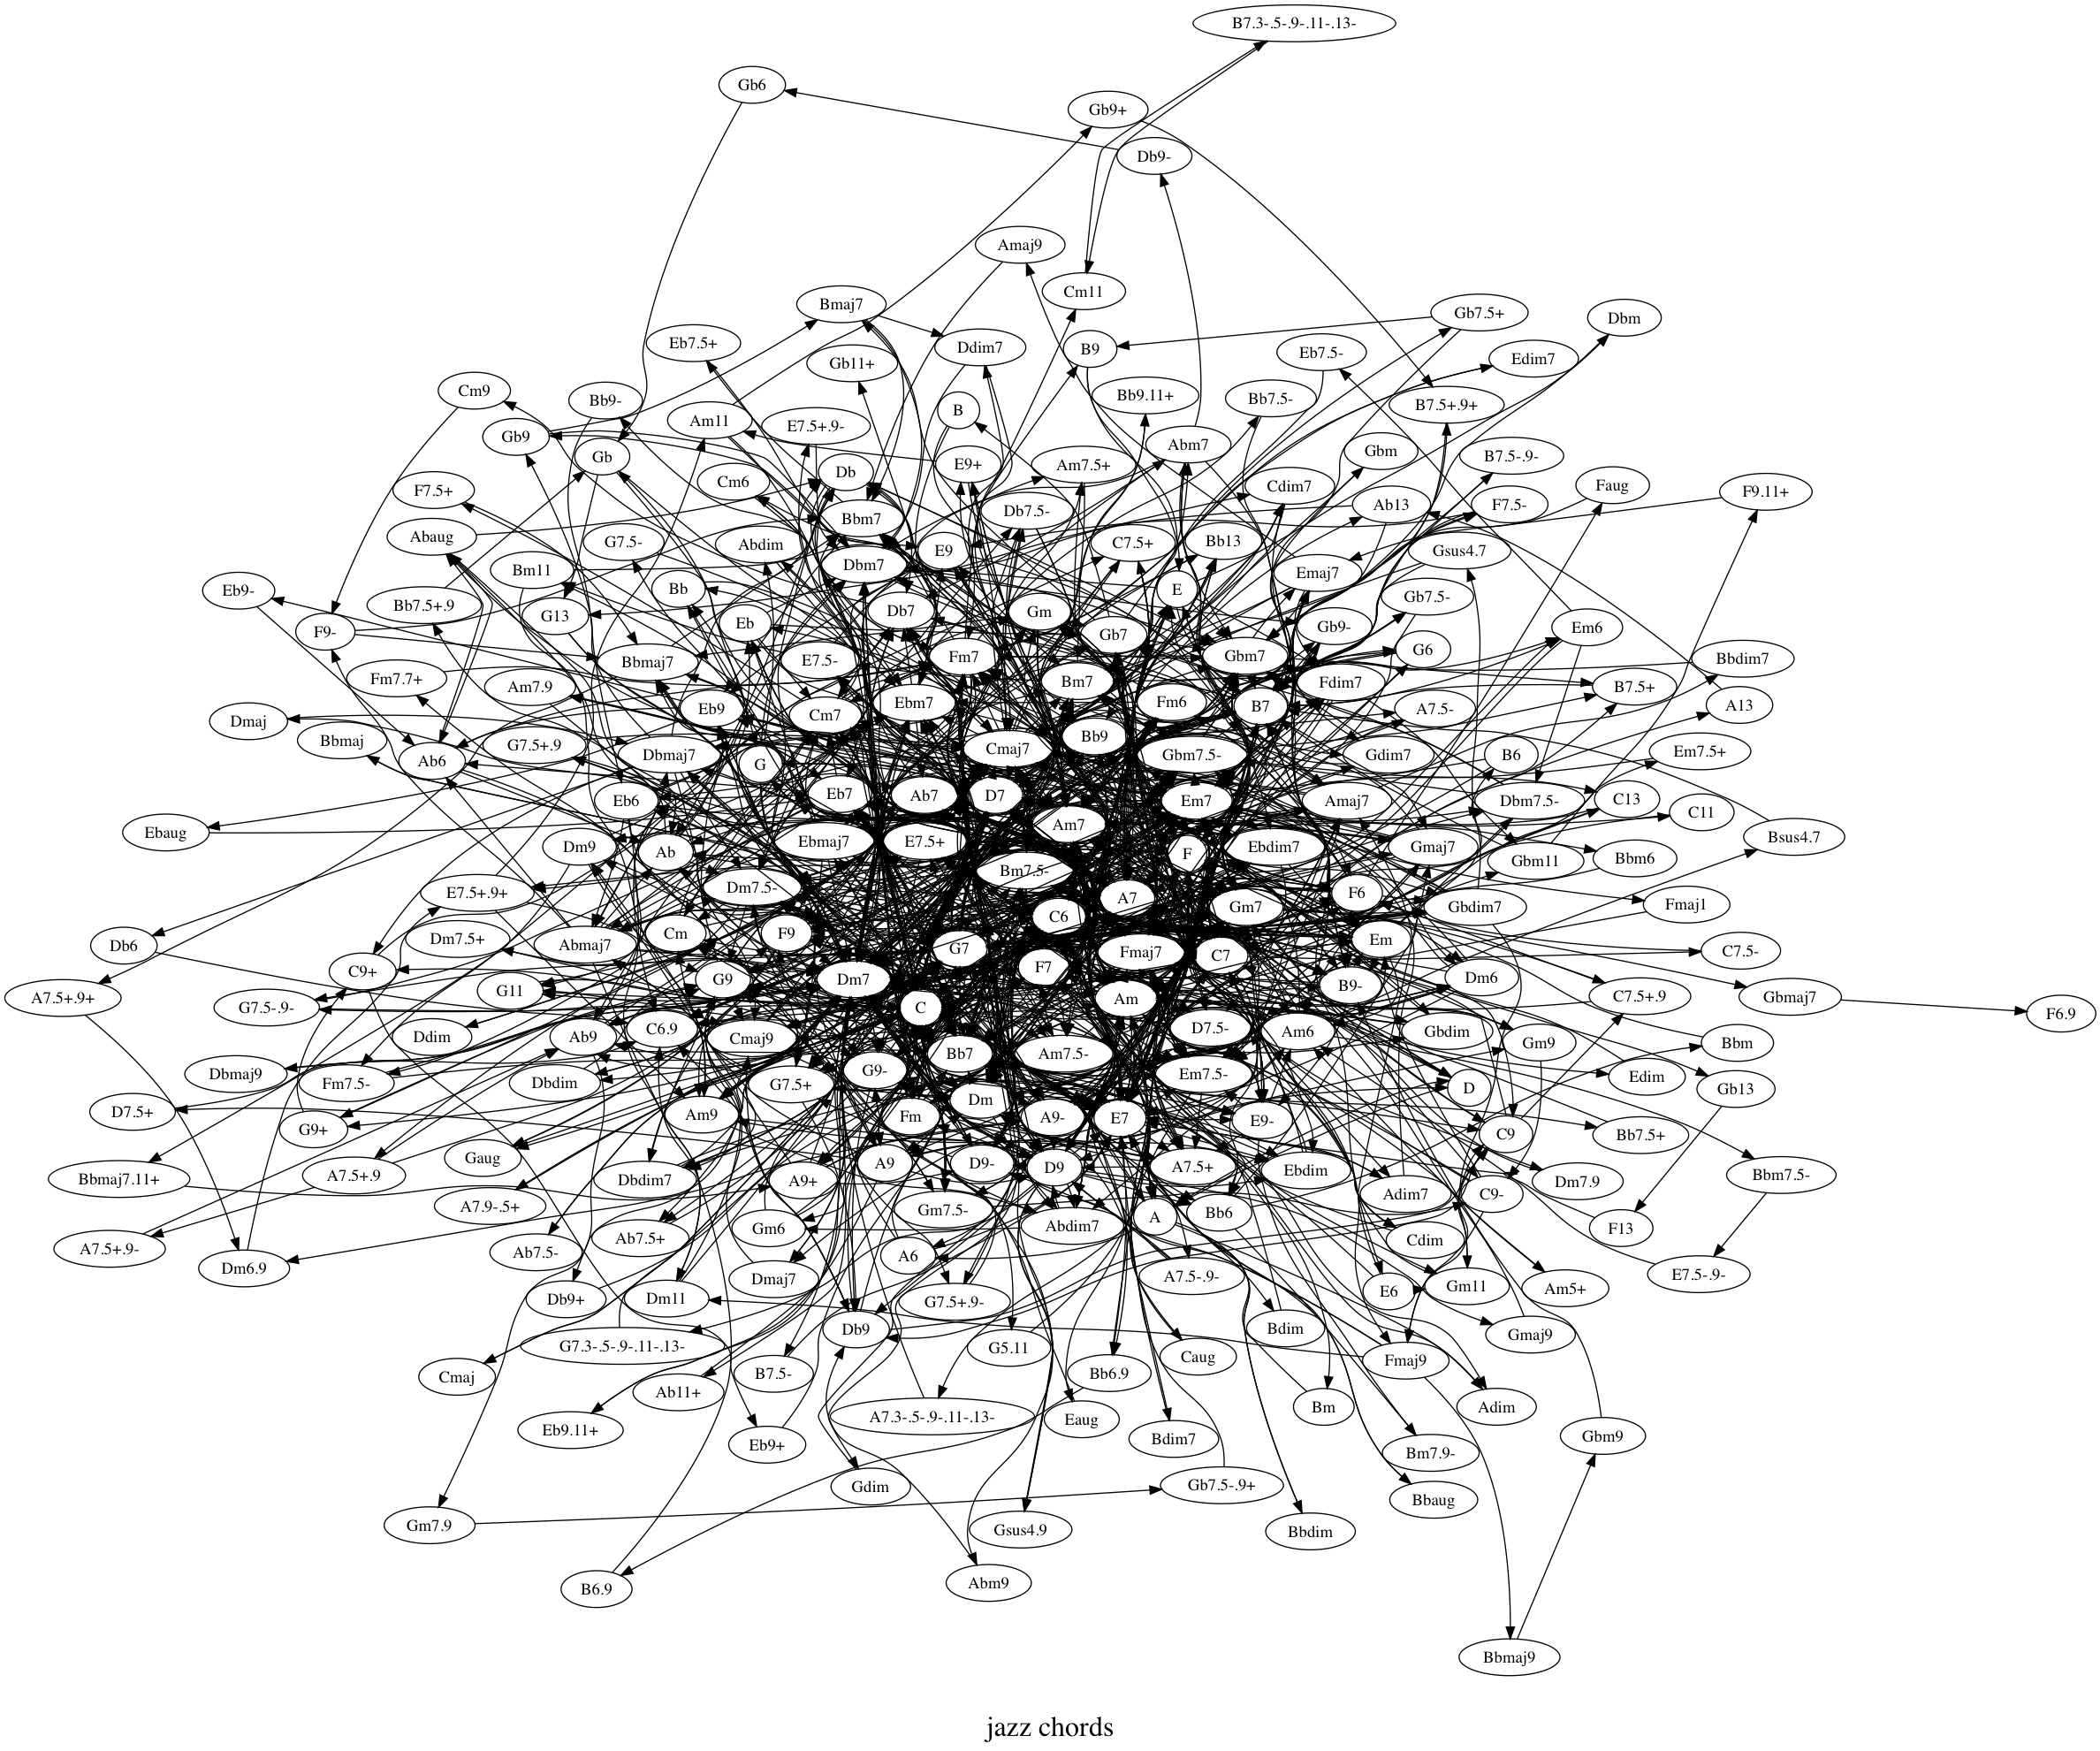 B7.3-.5-.9-.11-.13-
Gb6
Gb9+
Db9-
Amaj9
Cm11
Bmaj7
Gb7.5+
Dbm
Eb7.5+
Ddim7
B9
Eb7.5-
Edim7
Gb11+
Cm9
Bb9-
Bb9.11+
Bb7.5-
B7.5+.9+
B
Am11
E7.5+.9-
Gb9
Gb
Abm7
Gbm
B7.5-.9-
Cm6
Db
E9+
Am7.5+
Cdim7
Faug
F9.11+
F7.5+
Bbm7
Db7.5-
Ab13
F7.5-
Abaug
G7.5-
Abdim
E9
C7.5+
Bb13
Gsus4.7
Bm11
Dbm7
Emaj7
Eb9-
Bb
E
Bb7.5+.9
G13
Db7
Gm
Gb7.5-
F9-
Eb
Gb7
Gb9-
Em6
Bbmaj7
E7.5-
Fm7
Gbm7
G6
Bbdim7
Fm7.7+
Am7.9
Bm7
Fdim7
B7.5+
Dmaj
Eb9
Cm7
Ebm7
Fm6
B7
A7.5-
A13
Bbmaj
G7.5+.9
Dbmaj7
Cmaj7
Bb9
Gbm7.5-
Gdim7
B6
Em7.5+
Ab6
G
Eb6
Eb7
Ab7
D7
Em7
Amaj7
Dbm7.5-
C13
C11
Ebaug
Dm9
Ab
Ebmaj7
E7.5+
Am7
F
Ebdim7
Gmaj7
Gbm11
Bbm6
Bsus4.7
E7.5+.9+
Dm7.5-
Bm7.5-
A7
F6
Gbdim7
Fmaj1
Db6
Dm7.5+
Abmaj7
Cm
F9
G7
C6
Gm7
Em
C7.5-
C9+
Fmaj7
C7
A7.5+.9+
G7.5-.9-
G11
G9
Dm7
F7
Am
B9-
Dm6
C7.5+.9
Gbmaj7
F6.9
Ddim
Ab9
C6.9
Cmaj9
C
D7.5-
Am6
Gbdim
Gm9
Bbm
Dbmaj9
Fm7.5-
Dbdim
G7.5+
G9-
Bb7
Am7.5-
Em7.5-
D
Edim
Gb13
D7.5+
G9+
Am9
Fm
Dm
A9-
E7
E9-
C9
Bb7.5+
Bbmaj7.11+
A7.5+.9
Gaug
Dbdim7
A9+
A9
D9-
D9
A7.5+
Ebdim
Adim7
C9-
Dm7.9
Bbm7.5-
A7.9-.5+
Gm7.5-
Abdim7
A
Bb6
A7.5+.9-
Ab7.5-
Ab7.5+
Gm6
A6
Cdim
F13
Dm6.9
Dmaj7
A7.5-.9-
E7.5-.9-
Db9+
Dm11
G7.5+.9-
E6
Gm11
Am5+
G7.3-.5-.9-.11-.13-
Db9
G5.11
Bdim
Gmaj9
Cmaj
Ab11+
B7.5-
Bb6.9
Caug
Fmaj9
Eb9.11+
Eb9+
A7.3-.5-.9-.11-.13-
Eaug
Bdim7
Bm
Adim
Gbm9
Bm7.9-
Gdim
Gb7.5-.9+
Bbaug
Gm7.9
Gsus4.9
Bbdim
B6.9
Abm9
Bbmaj9
jazz chords